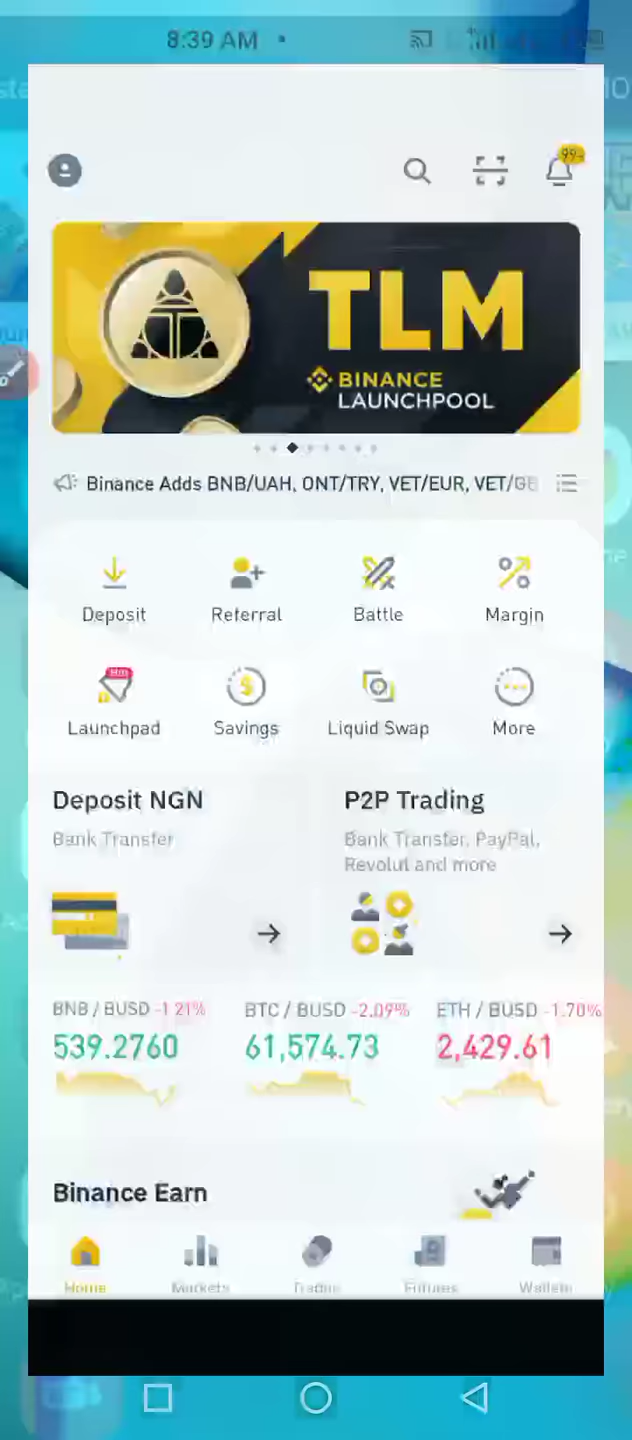 8:39 AM
99+
TLM
BINANCE
LAUNCHPOOL
Binance Adds BNB/UAH, ONT/TRY, VET/EUR, VET/GB
Deposit
Referral
Battle
Margin
Launchpad
Savings
Liquid Swap
More
Deposit NGN
Bank Transfer
P2P Trading
Bank Transfer, PayPal,
Revolut and more
BNB / BUSD -1.21%
539.2760
BTC / BUSD -2.09%
61,574.73
ETH / BUSD -1.70%
2,429.61
Binance Earn
Home
Markets
Trades
Futures
Wallets